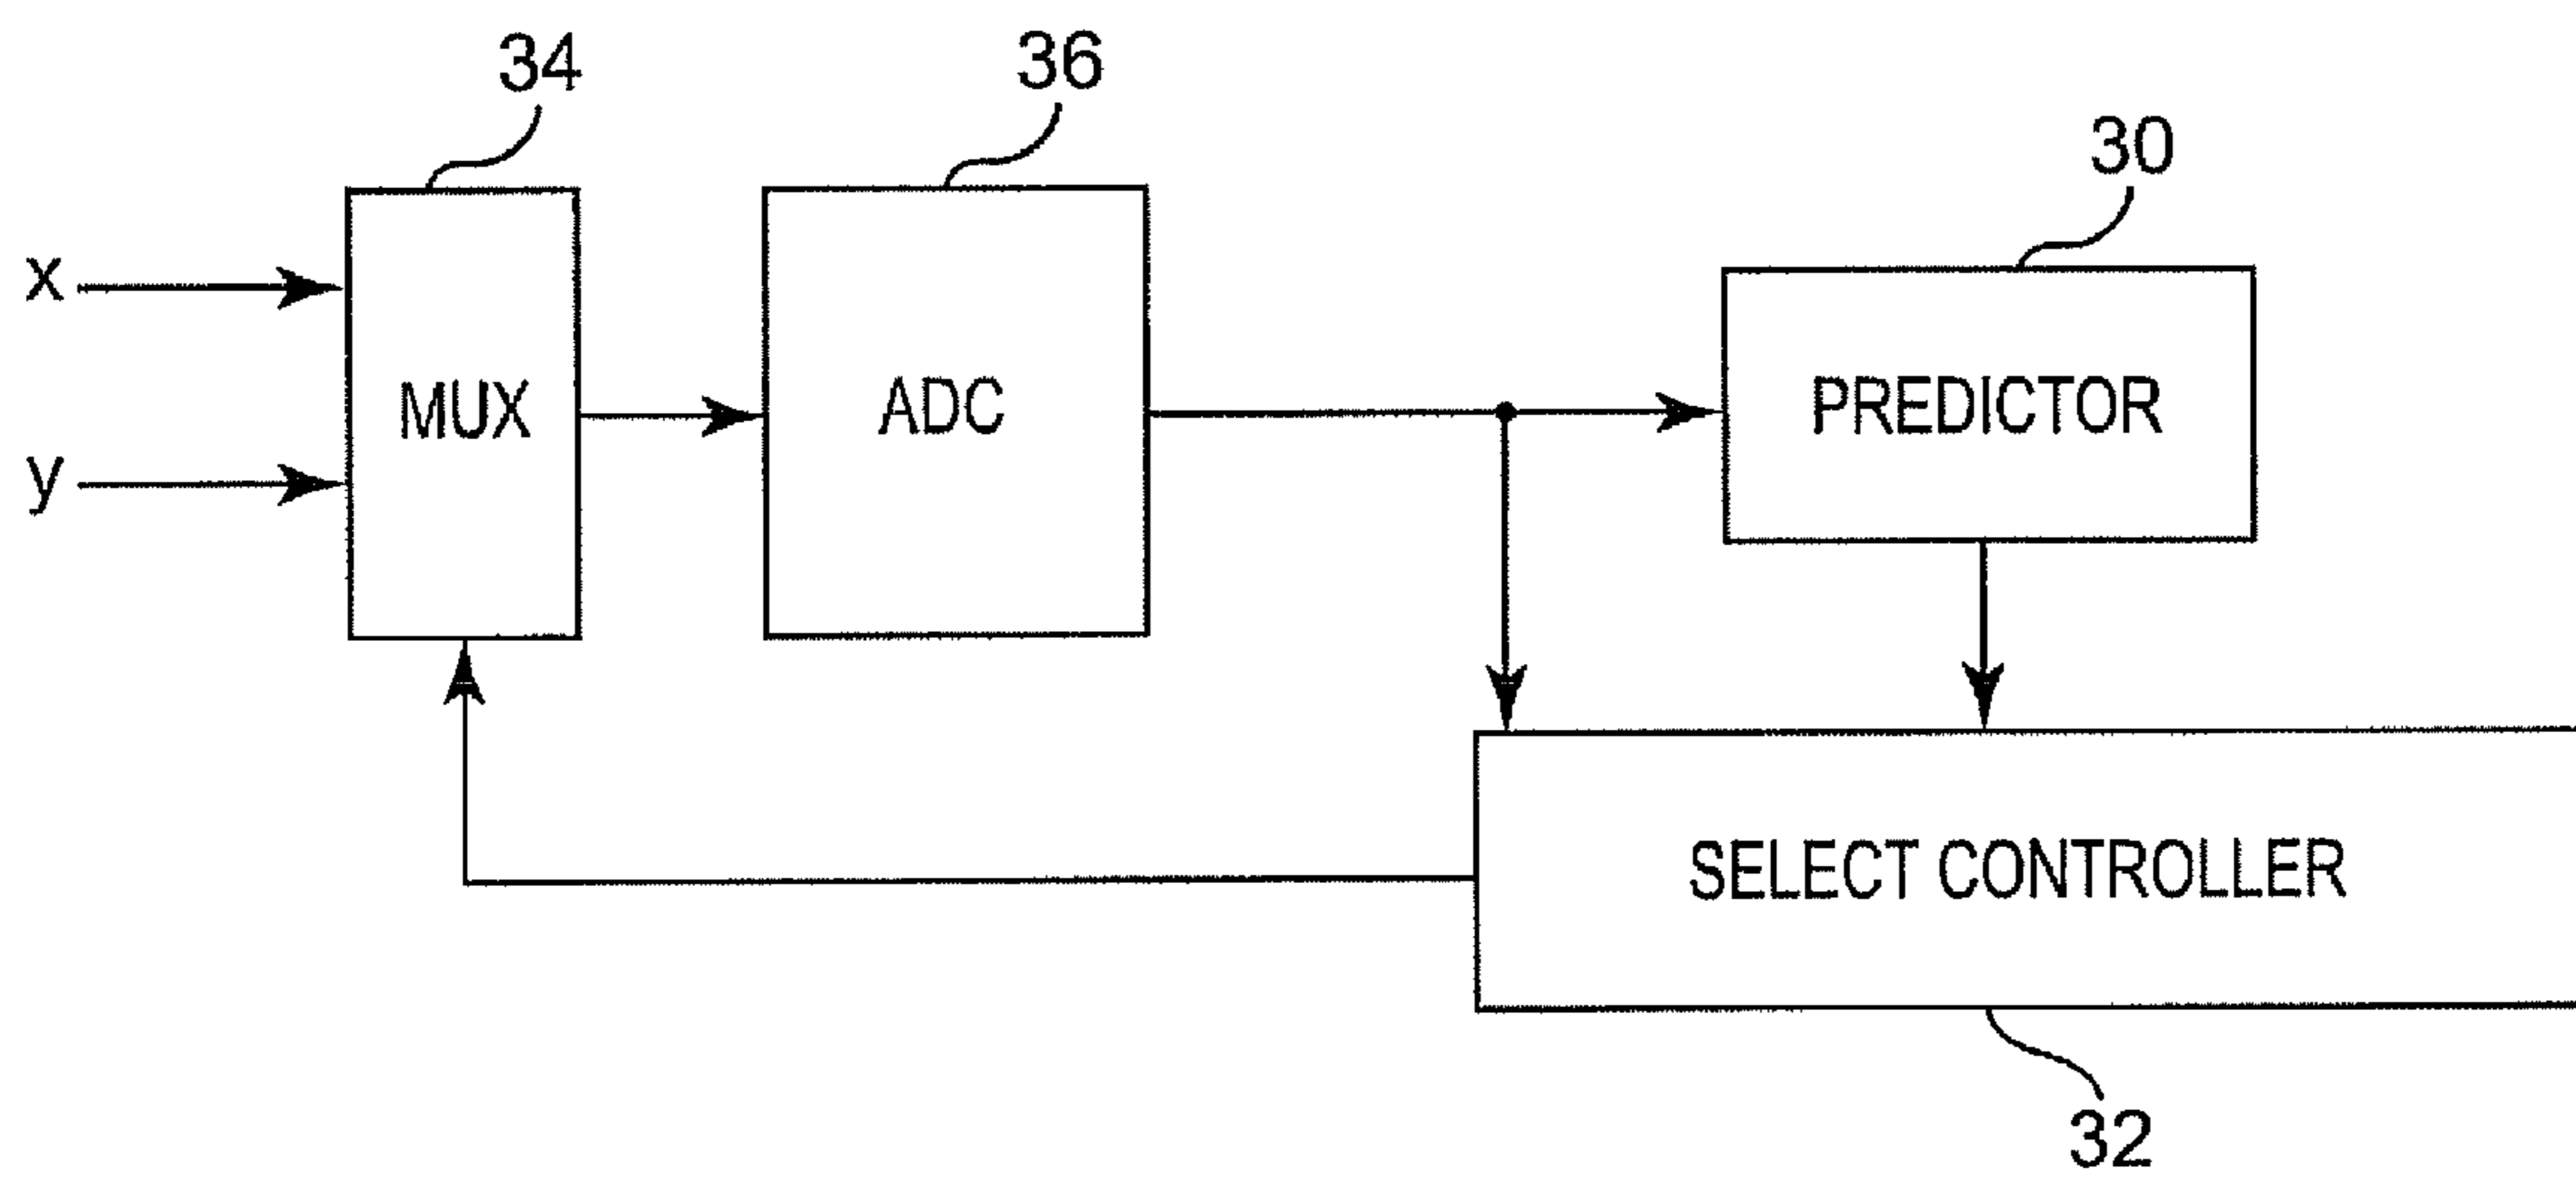 34
36
30
x
MUX
ADC
PREDICTOR
y
SELECT CONTROLLER
32